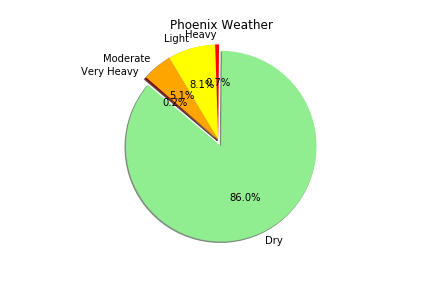 Phoenix Weather
Heavy
Light
Moderate
Very Heavy
0.7%
8.1%
5.1%
0.2%
86.0%
Dry